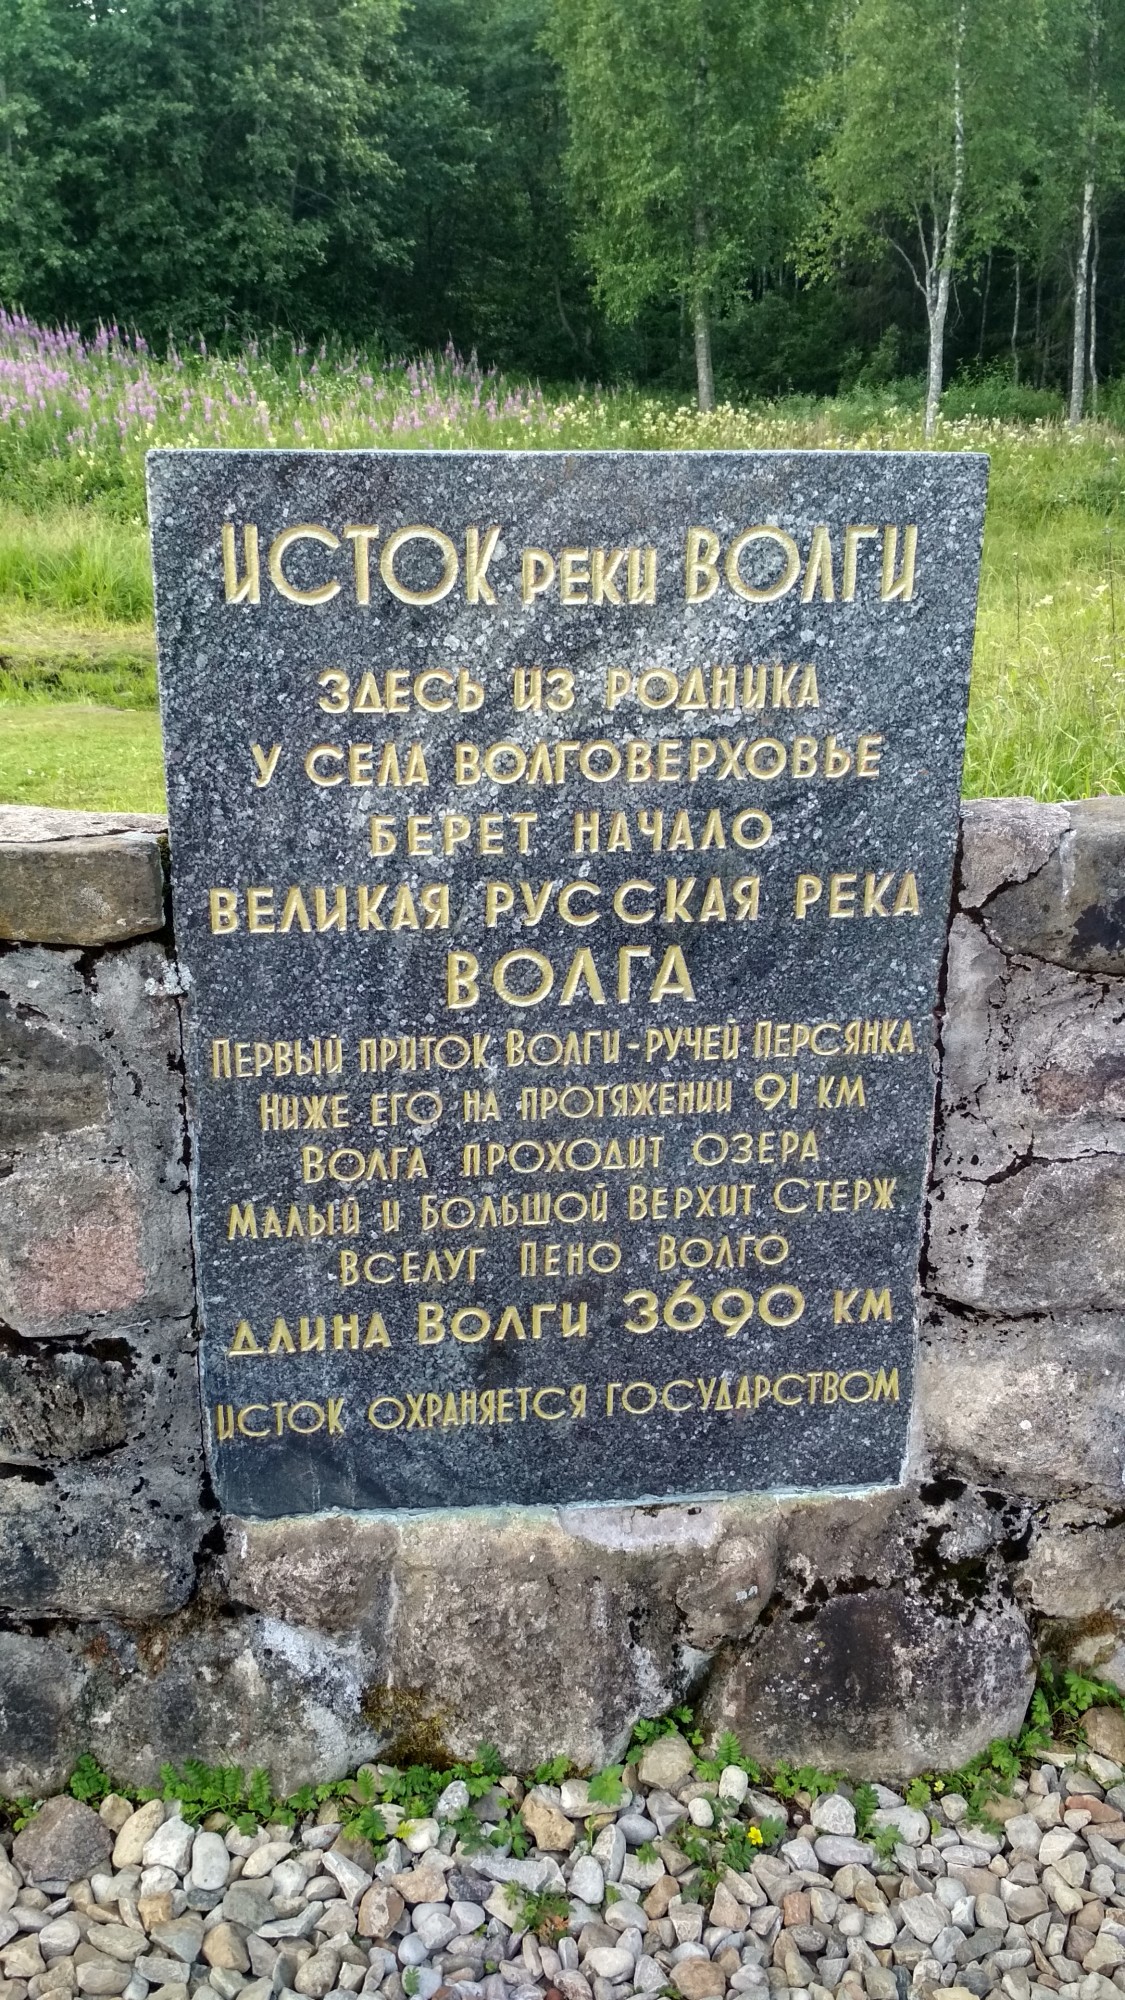 ИСТОК РЕКИ ВОЛГИ
ЗДЕСЬ ИЗ РОДНИКА
У СЕЛА ВОЛГОВЕРХОВЬЕ
БЕРЕТ НАЧАЛО
ВЕЛИКАЯ РУССКАЯ РЕКА
ВОЛГА
ПЕРВЫЙ ПРИТОК ВОЛГИ-РУЧЕЙ ПЕРСЯНКА.
НИЖЕ ЕГО НА ПРОТЯЖЕНИИ 91 КМ
ВОЛГА ПРОХОДИТ ОЗЕРА
МАЛЫЙ И БОЛЬШОЙ ВЕРХИТ СТЕРЖ
ВСЕЛУГ ПЕНО ВОЛГО
ДЛИНА ВОЛГИ 3690 КМ
ИСТОК ОХРАНЯЕТСЯ ГОСУДАРСТВОМ